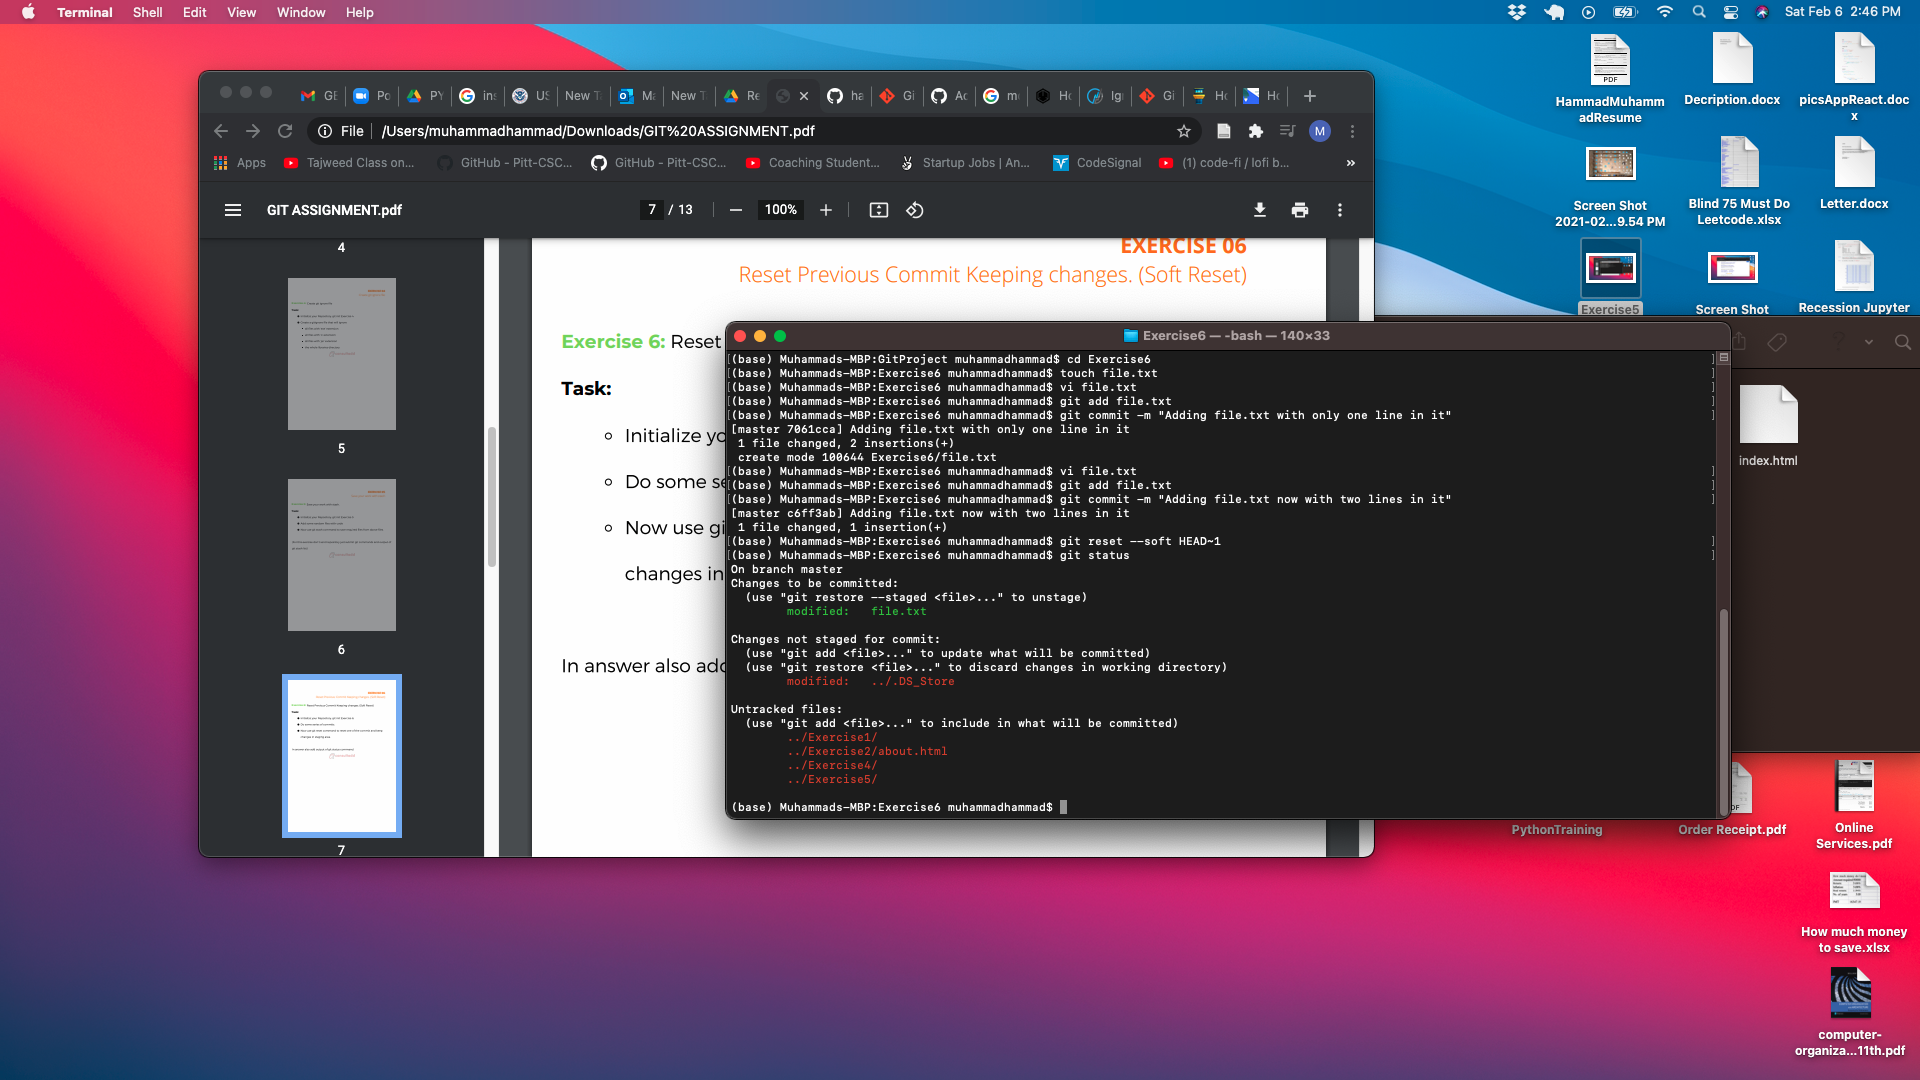 Terminal Shell Edit View Window Help
Sat Feb 6 2:46 PM
GE Po PY ins US New T Ma New T Re ha Gi Ac m Ho Ig Gi Ho Ho
File /Users/muhammadhammad/Downloads/GIT%20ASSIGNMENT.pdf
M
Apps Tajweed Class on... GitHub - Pitt-CSC... GitHub - Pitt-CSC... Coaching Student... Startup Jobs | An... CodeSignal (1) code-fi / lofi b... »
GIT ASSIGNMENT.pdf
7 / 13
100%
4
5
6
7
EXERCISE 06
Reset Previous Commit Keeping changes. (Soft Reset)
Exercise 6: Reset
Task:
Initialize yo
Do some se
Now use gi
changes in
In answer also add
Exercise6 — -bash — 140×33
(base) Muhammads-MBP:GitProject muhammadhammad$ cd Exercise6
(base) Muhammads-MBP:Exercise6 muhammadhammad$ touch file.txt
(base) Muhammads-MBP:Exercise6 muhammadhammad$ vi file.txt
(base) Muhammads-MBP:Exercise6 muhammadhammad$ git add file.txt
(base) Muhammads-MBP:Exercise6 muhammadhammad$ git commit -m "Adding file.txt with only one line in it"
[master 7061cca] Adding file.txt with only one line in it
1 file changed, 2 insertions(+)
create mode 100644 Exercise6/file.txt
(base) Muhammads-MBP:Exercise6 muhammadhammad$ vi file.txt
(base) Muhammads-MBP:Exercise6 muhammadhammad$ git add file.txt
(base) Muhammads-MBP:Exercise6 muhammadhammad$ git commit -m "Adding file.txt now with two lines in it"
[master c6ff3ab] Adding file.txt now with two lines in it
1 file changed, 1 insertion(+)
(base) Muhammads-MBP:Exercise6 muhammadhammad$ git reset --soft HEAD~1
(base) Muhammads-MBP:Exercise6 muhammadhammad$ git status
On branch master
Changes to be committed:
(use "git restore --staged <file>..." to unstage)
modified: file.txt
Changes not staged for commit:
(use "git add <file>..." to update what will be committed)
(use "git restore <file>..." to discard changes in working directory)
modified: ../.DS_Store
Untracked files:
(use "git add <file>..." to include in what will be committed)
../Exercise1/
../Exercise2/about.html
../Exercise4/
../Exercise5/
(base) Muhammads-MBP:Exercise6 muhammadhammad$
PDF
HammadMuhamm
adResume
Decription.docx
picsAppReact.doc
x
Screen Shot
2021-02...9.54 PM
Blind 75 Must Do
Leetcode.xlsx
Letter.docx
Exercise5
Screen Shot
Recession Jupyter
index.html
PythonTraining
Order Receipt.pdf
Online
Services.pdf
How much money
to save.xlsx
computer-
organiza...11th.pdf